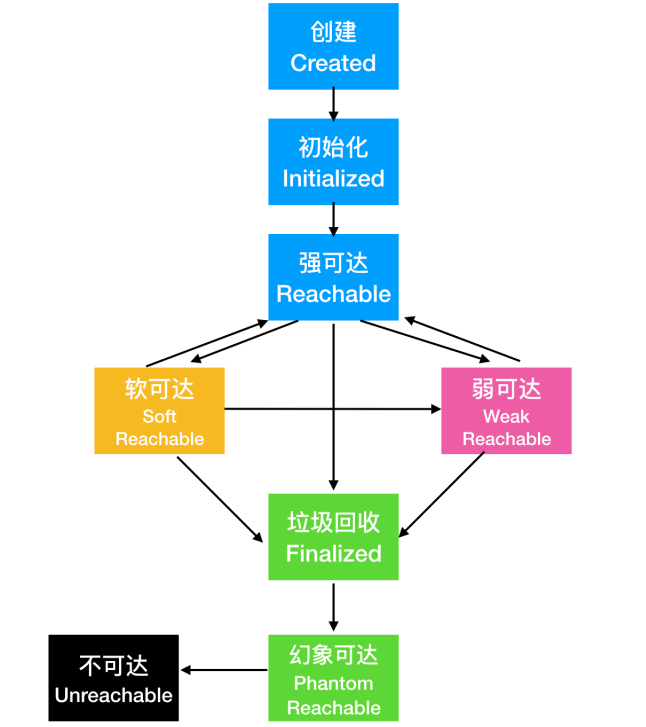 创建
Created
初始化
Initialized
强可达
Reachable
软可达
Soft
Reachable
弱可达
Weak
Reachable
垃圾回收
Finalized
不可达
Unreachable
幻象可达
Phantom
Reachable